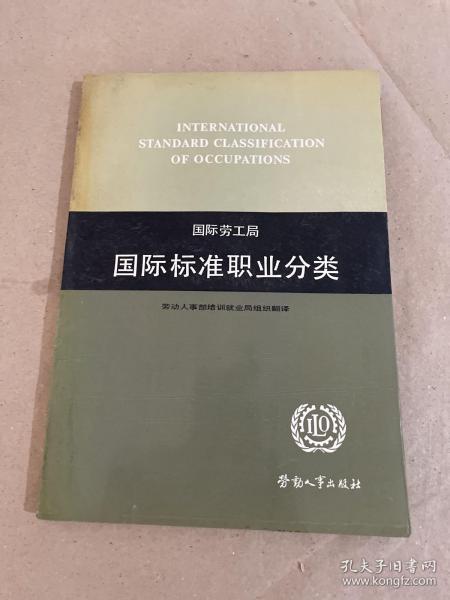 INTERNATIONAL
STANDARD CLASSIFICATION
OF OCCUPATIONS
国际劳工局
国际标准职业分类
劳动人事部培训就业局组织翻译
ILO
劳动人事出版社
孔夫子旧书网
www.kongfz.com